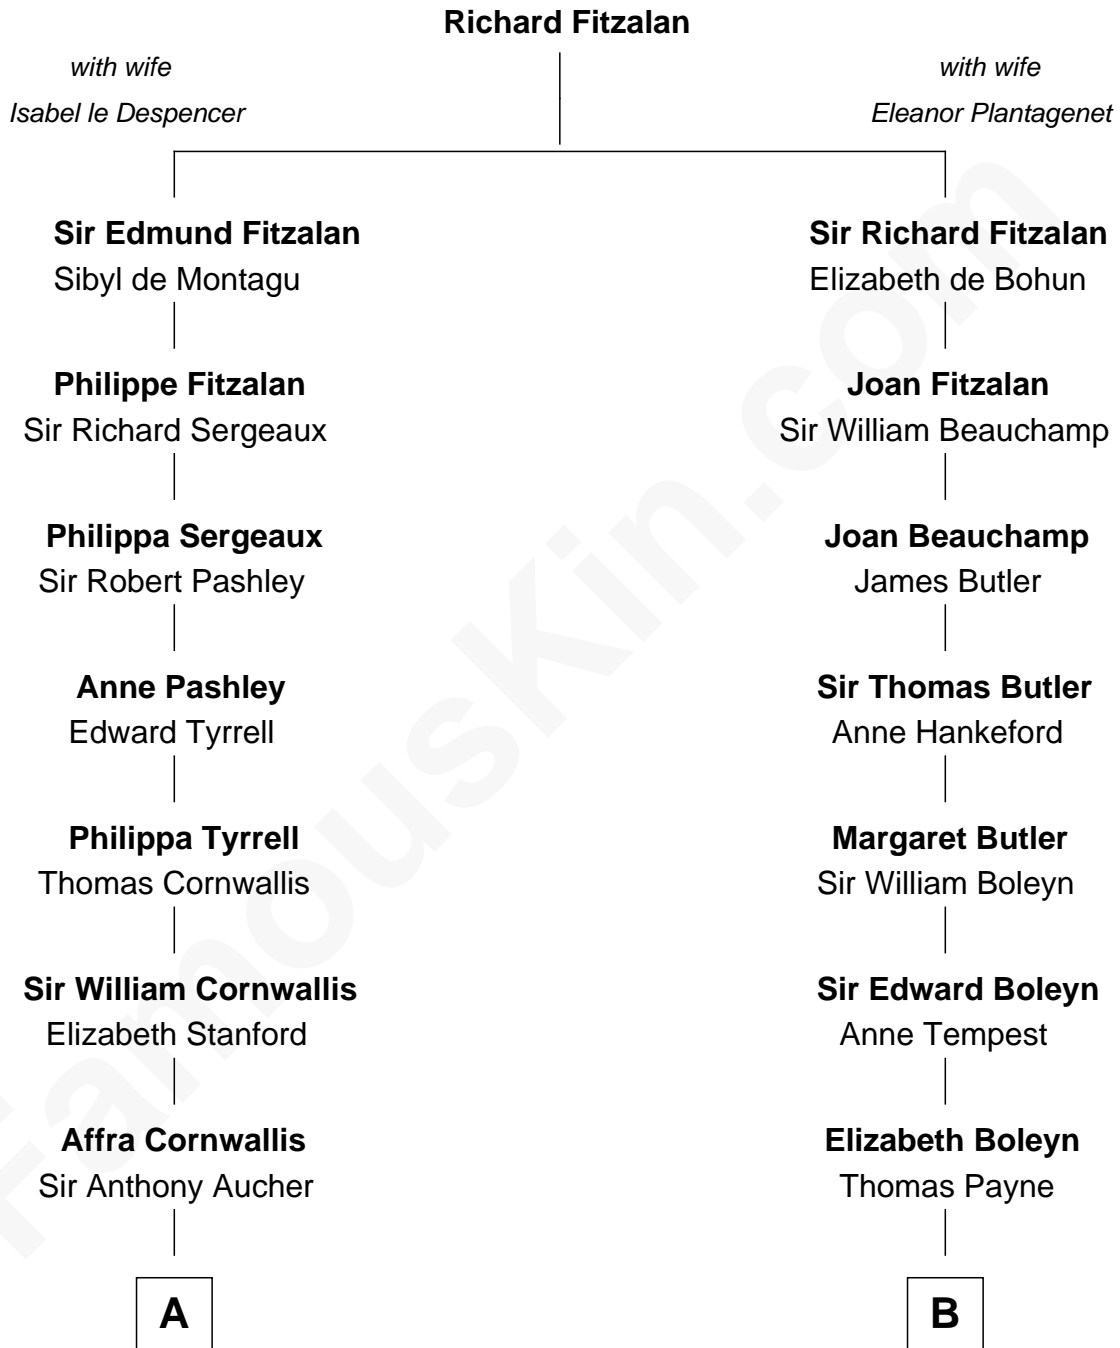 Richard Fitzalan
with wife
Isabel le Despencer
with wife
Eleanor Plantagenet
Sir Edmund Fitzalan
Sibyl de Montagu
Sir Richard Fitzalan
Elizabeth de Bohun
Philippe Fitzalan
Sir Richard Sergeaux
Joan Fitzalan
Sir William Beauchamp
Philippa Sergeaux
Sir Robert Pashley
Joan Beauchamp
James Butler
Anne Pashley
Edward Tyrrell
Sir Thomas Butler
Anne Hankeford
Philippa Tyrrell
Thomas Cornwallis
Margaret Butler
Sir William Boleyn
Sir William Cornwallis
Elizabeth Stanford
Sir Edward Boleyn
Anne Tempest
Affra Cornwallis
Sir Anthony Aucher
Elizabeth Boleyn
Thomas Payne
A
B
FamousKin.com